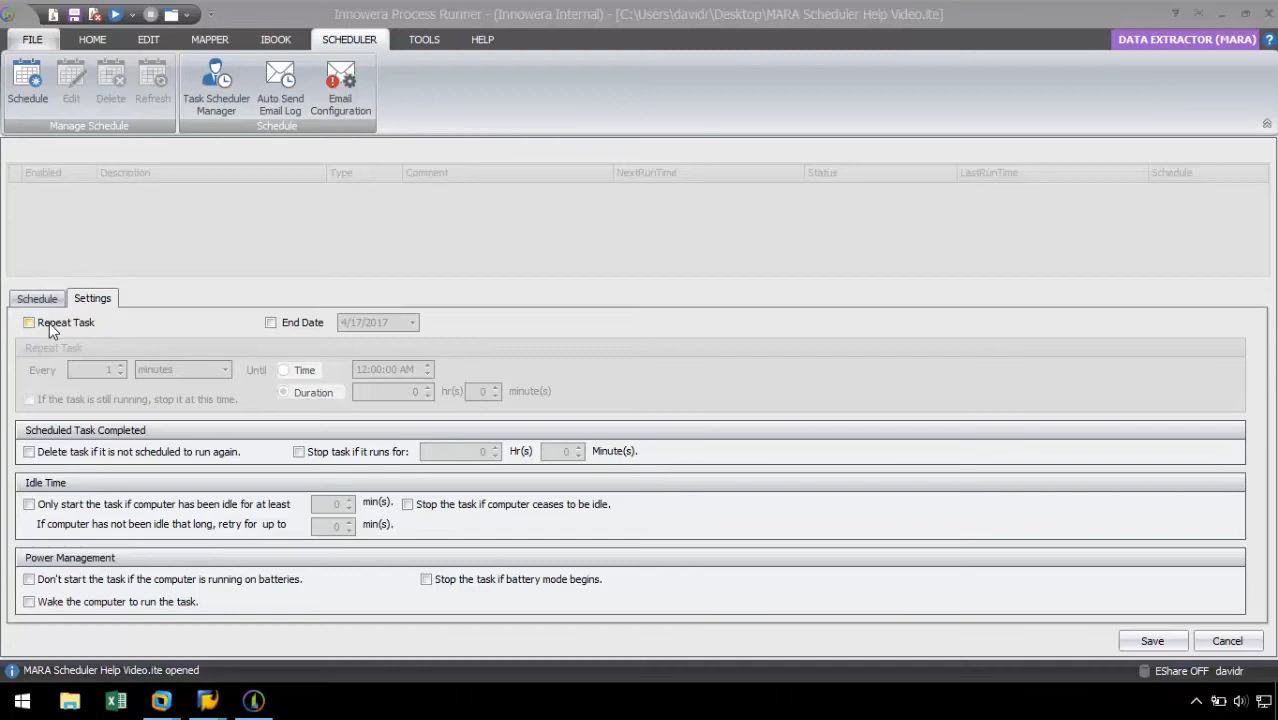 Innowera Process Runner - (Innowera Internal) - [C:\Users\davidr\Desktop\MARA Scheduler Help Video.ite]
FILE HOME EDIT MAPPER IBOOK SCHEDULER TOOLS HELP DATA EXTRACTOR (MARA) ?
Schedule Edit Delete Refresh Task Scheduler Manager Auto Send Email Log Email Configuration
Manage Schedule Schedule
Enabled Description Type Comment NextRunTime Status LastRunTime Schedule
Schedule Settings
Repeat Task End Date 4/17/2017
Repeat Task
Every 1 minutes Until Time 12:00:00 AM
Duration 0 hr(s) 0 minute(s)
If the task is still running, stop it at this time.
Scheduled Task Completed
Delete task if it is not scheduled to run again. Stop task if it runs for: 0 Hr(s) 0 Minute(s).
Idle Time
Only start the task if computer has been idle for at least 0 min(s). Stop the task if computer ceases to be idle.
If computer has not been idle that long, retry for up to 0 min(s).
Power Management
Don't start the task if the computer is running on batteries. Stop the task if battery mode begins.
Wake the computer to run the task.
Save Cancel
MARA Scheduler Help Video.ite opened EShare OFF davidr